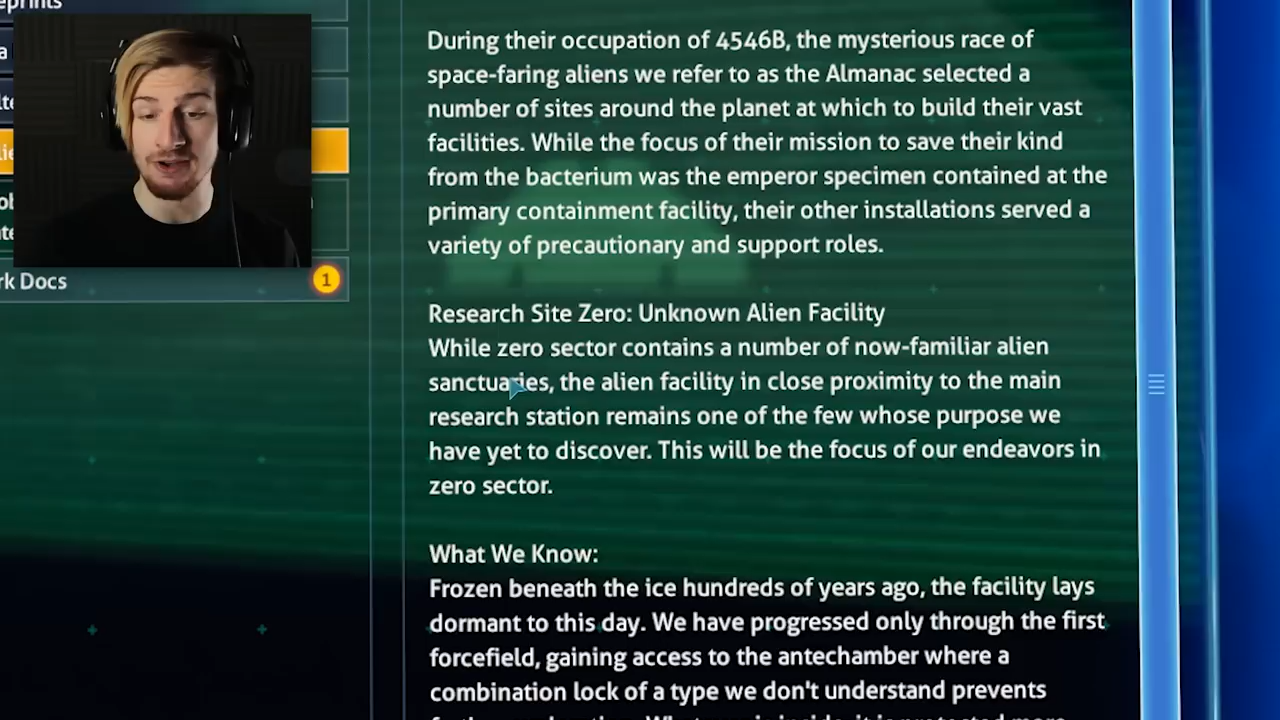 During their occupation of 4546B, the mysterious race of
space-faring aliens we refer to as the Almanac selected a
number of sites around the planet at which to build their vast
facilities. While the focus of their mission to save their kind
from the bacterium was the emperor specimen contained at the
primary containment facility, their other installations served a
variety of precautionary and support roles.
rk Docs
1
Research Site Zero: Unknown Alien Facility
While zero sector contains a number of now-familiar alien
sanctuaries, the alien facility in close proximity to the main
research station remains one of the few whose purpose we
have yet to discover. This will be the focus of our endeavors in
zero sector.
What We Know:
Frozen beneath the ice hundreds of years ago, the facility lays
dormant to this day. We have progressed only through the first
forcefield, gaining access to the antechamber where a
combination lock of a type we don't understand prevents